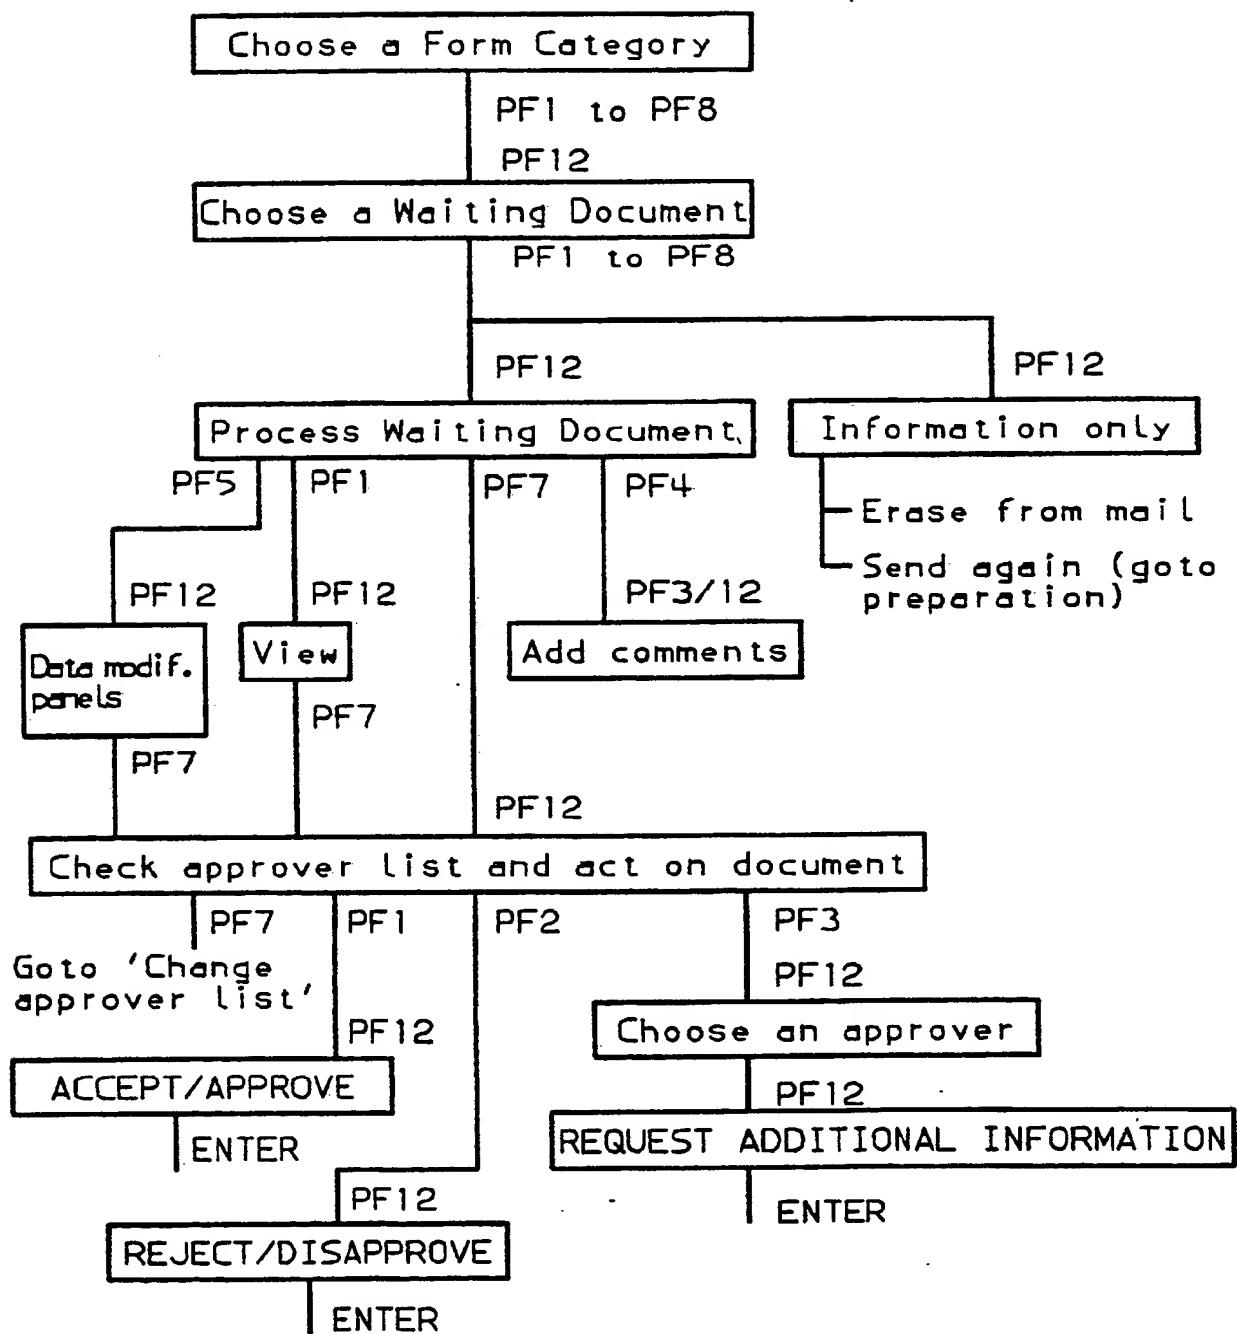 Choose a Form Category
PF1 to PF8
PF12
Choose a Waiting Document
PF1 to PF8
PF12
PF12
Process Waiting Document
Information only
PF5
PF1
PF7
PF4
Erase from mail
Send again (goto
preparation)
PF12
PF12
PF3/12
Data modif.
panels
View
Add comments
PF7
PF7
PF12
Check approver list and act on document
PF7
PF1
PF2
PF3
Goto 'Change
approver list'
PF12
PF12
Choose an approver
ACCEPT/APPROVE
PF12
REQUEST ADDITIONAL INFORMATION
ENTER
PF12
ENTER
REJECT/DISAPPROVE
ENTER